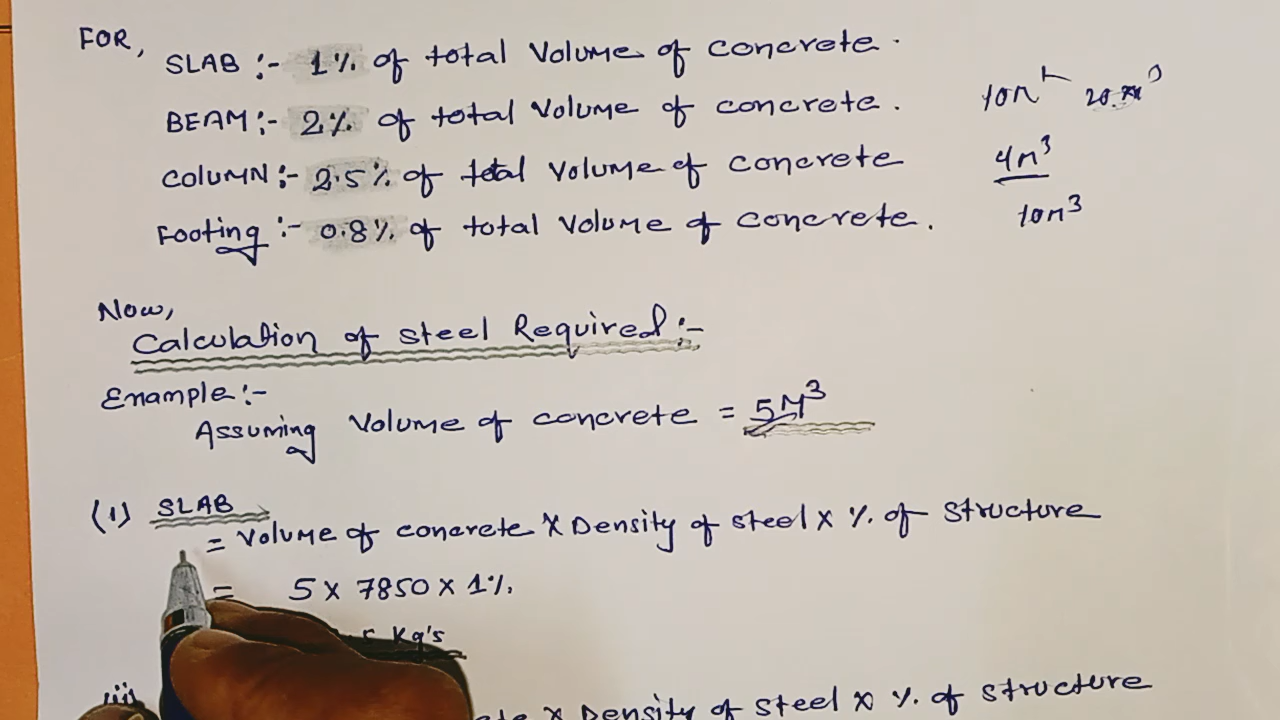 FOR,
SLAB :- 1% of total Volume of concrete.
BEAM :- 2% of total Volume of concrete.
COLUMN :- 2.5% of total Volume of concrete
Footing :- 0.8% of total Volume of concrete.
4m³
10m³
Now,
Calculation of steel Required :-
Example :-
Assuming Volume of concrete = 5M³
(1) SLAB
= Volume of concrete X Density of steel X % of structure
= 5 X 7850 X 1%
Kg's
X Density of steel X % of structure